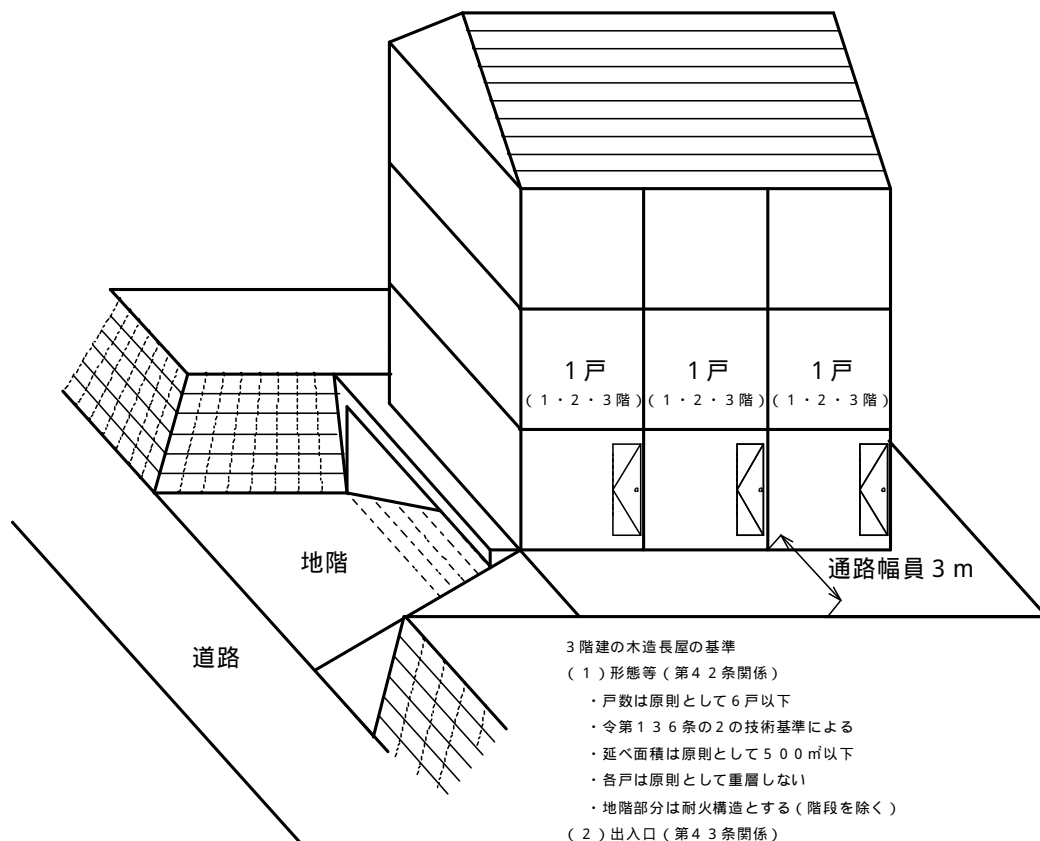 1戸 1戸 1戸
(1・2・3階) (1・2・3階) (1・2・3階)
地階
通路幅員3m
道路
3階建の木造長屋の基準
(1)形態等(第42条関係)
・戸数は原則として6戸以下
・令第136条の2の技術基準による
・延べ面積は原則として500㎡以下
・各戸は原則として重層しない
・地階部分は耐火構造とする(階段を除く)
(2)出入口(第43条関係)